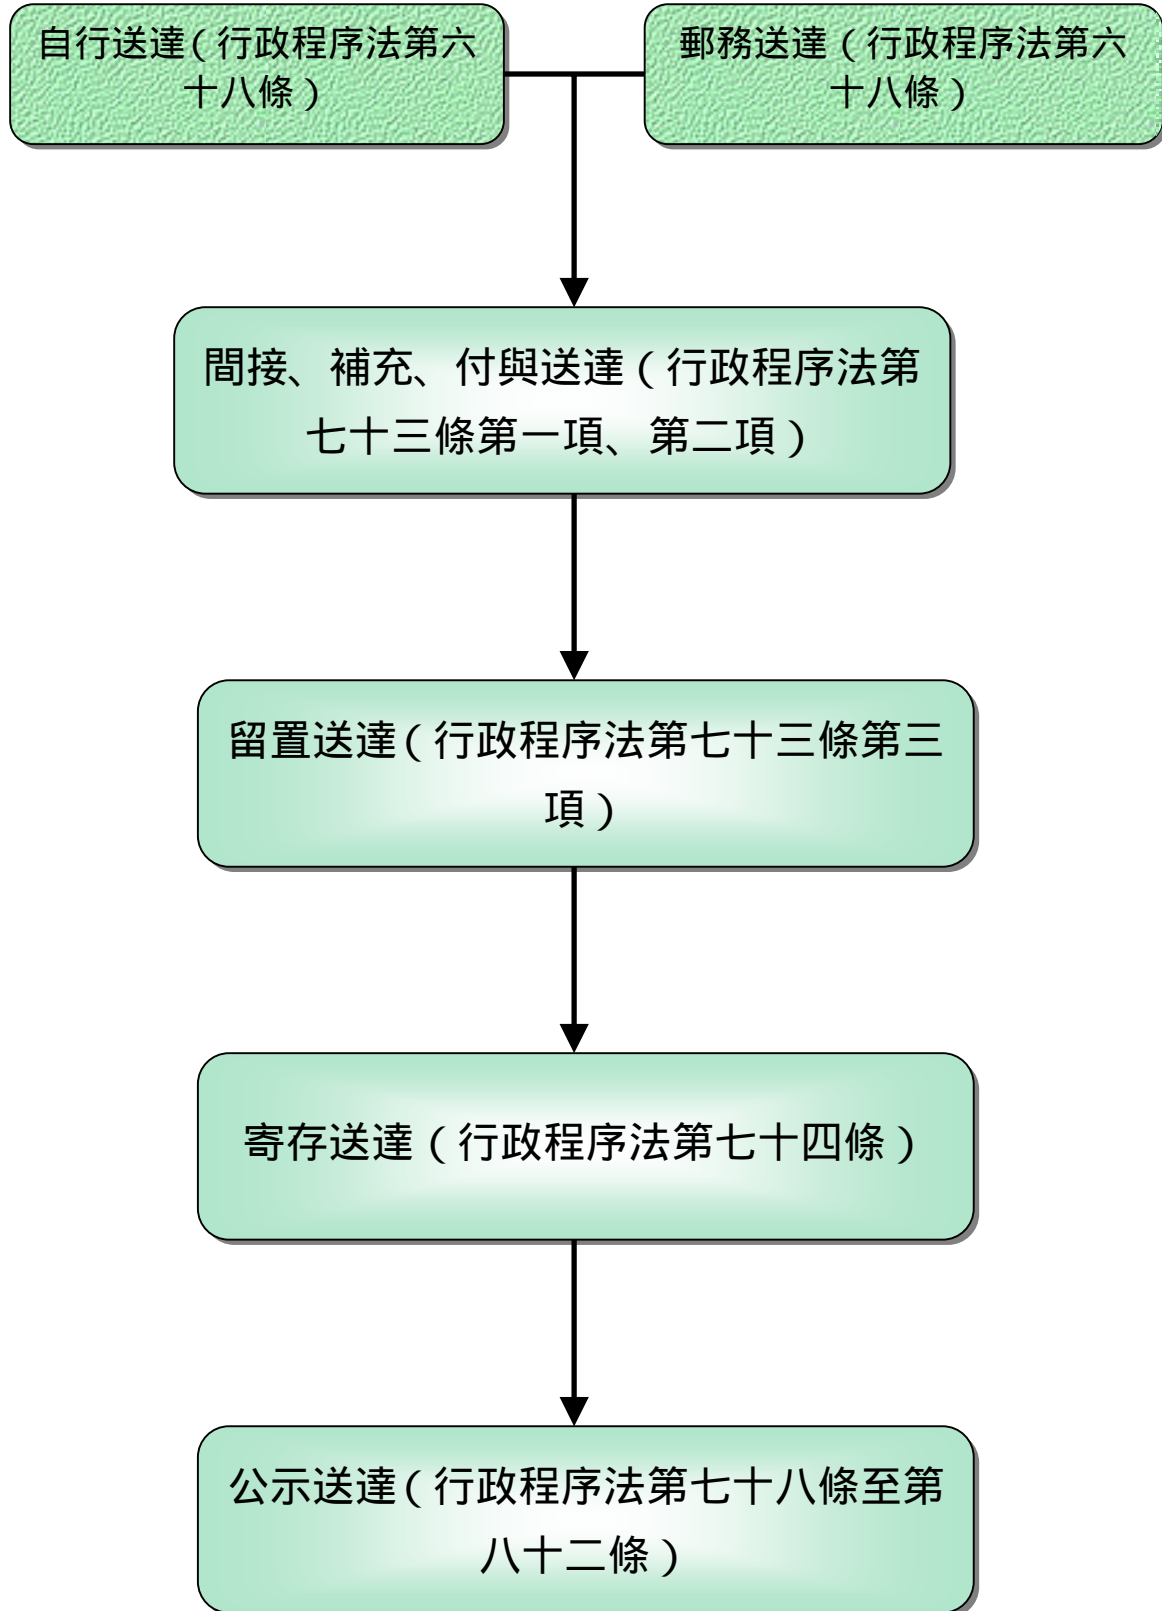 自行送達（行政程序法第六
十八條）
郵務送達（行政程序法第六
十八條）
間接、補充、付與送達（行政程序法第
七十三條第一項、第二項）
留置送達（行政程序法第七十三條第三
項）
寄存送達（行政程序法第七十四條）
公示送達（行政程序法第七十八條至第
八十二條）